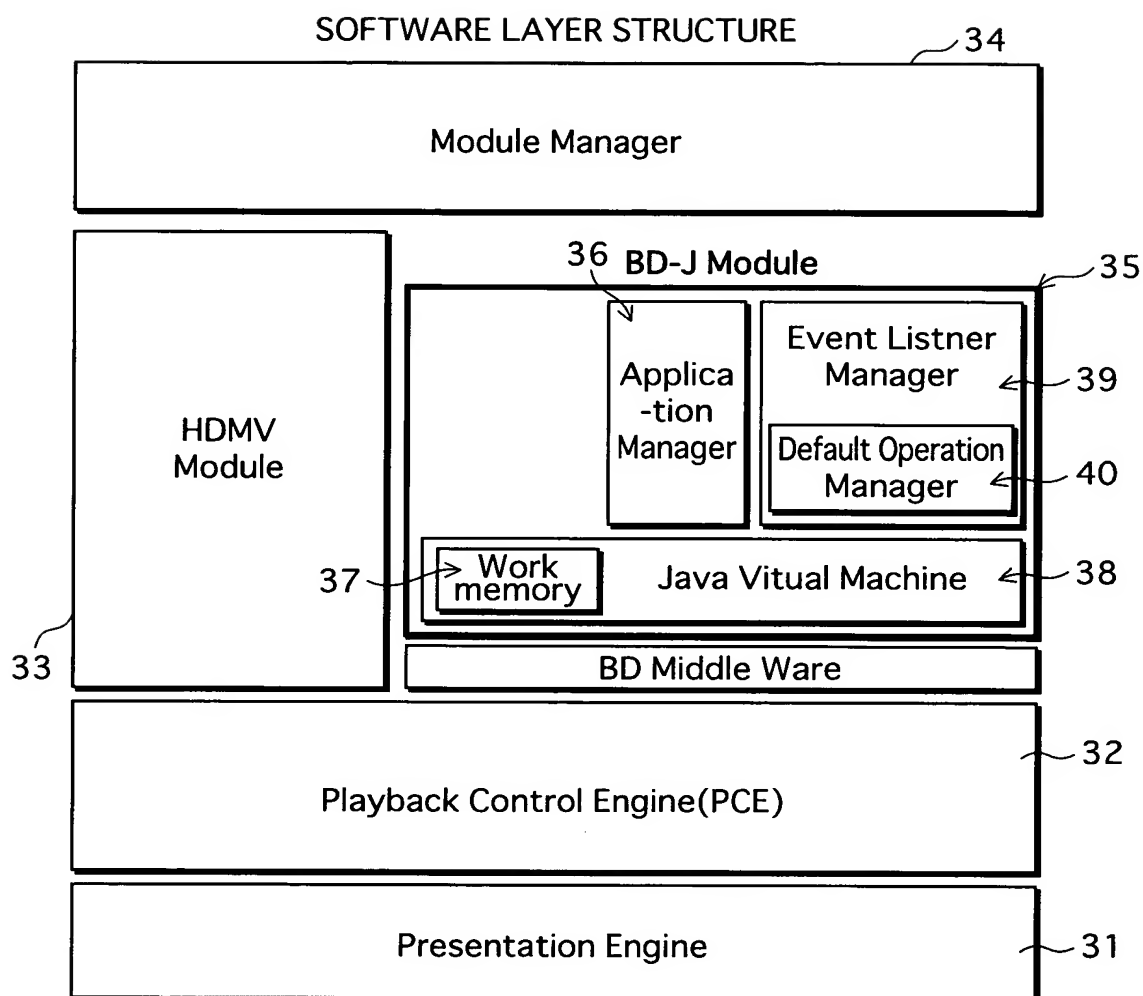 SOFTWARE LAYER STRUCTURE
34
Module Manager
36
BD-J Module
35
HDMV
Module
Applica
-tion
Manager
Event Listner
Manager
39
Default Operation
Manager
40
37
Work
memory
Java Vitual Machine
38
33
BD Middle Ware
32
Playback Control Engine(PCE)
Presentation Engine
31